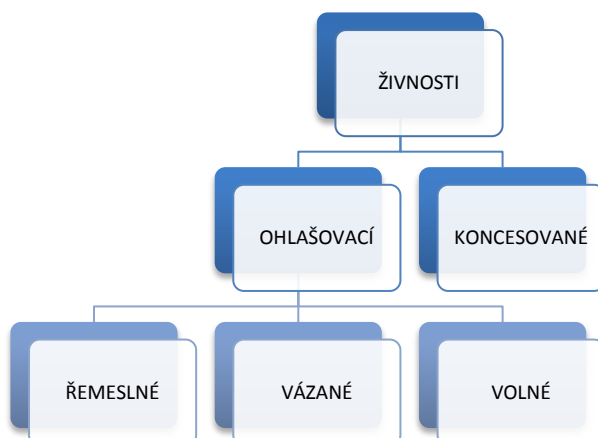 ŽIVNOSTI
OHLAŠOVACÍ
KONCESOVANÉ
ŘEMESLNÉ
VÁZANÉ
VOLNÉ